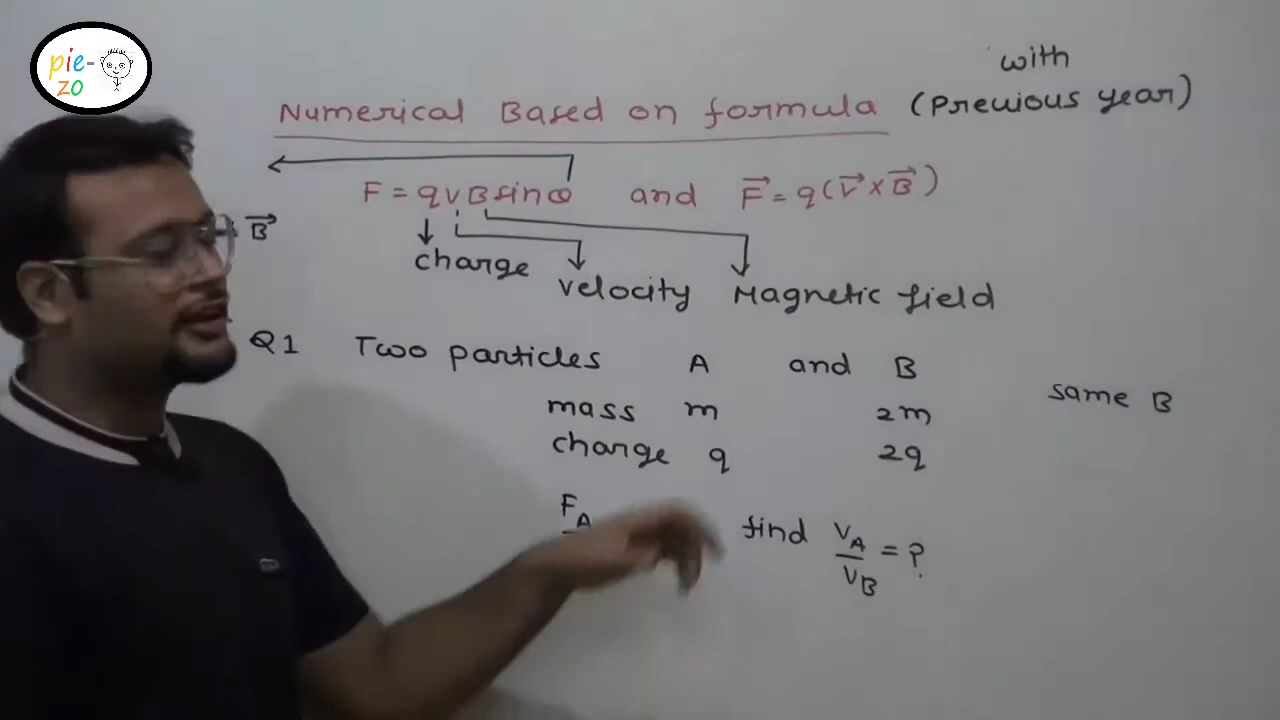 pie-
zo
with
Numerical Based on formula (Previous year)
F = qvBsinθ and F⃗ = q(V⃗ × B⃗)
B⃗
charge
velocity Magnetic field
Q1 Two particles A and B
mass m 2m same B
charge q 2q
F_A find V_A/V_B = ?